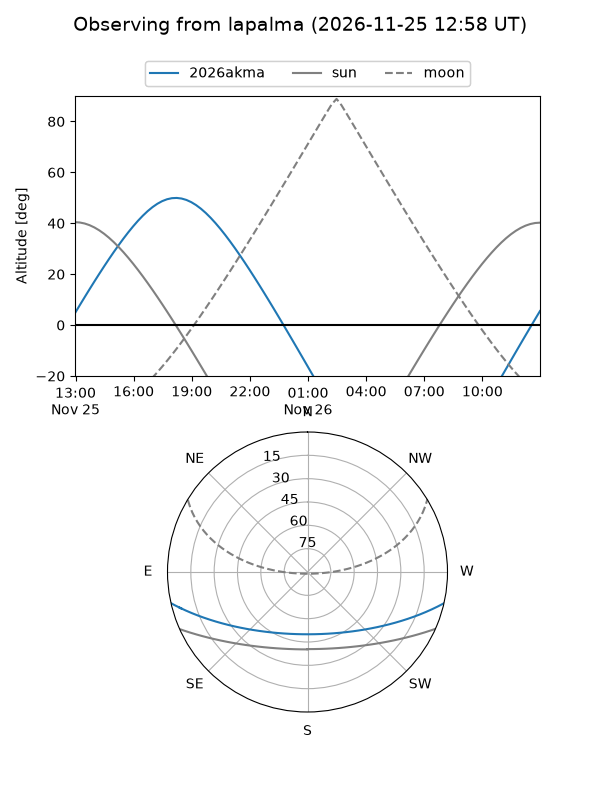 Observing from lapalma (2026-11-25 12:58 UT)
2026akma sun moon
Altitude [deg]
80
60
40
20
0
−20
13:00 16:00 19:00 22:00 01:00 04:00 07:00 10:00
Nov 25 Nov 26
N
NE NW
15
30
45
60
75
E W
SE SW
S